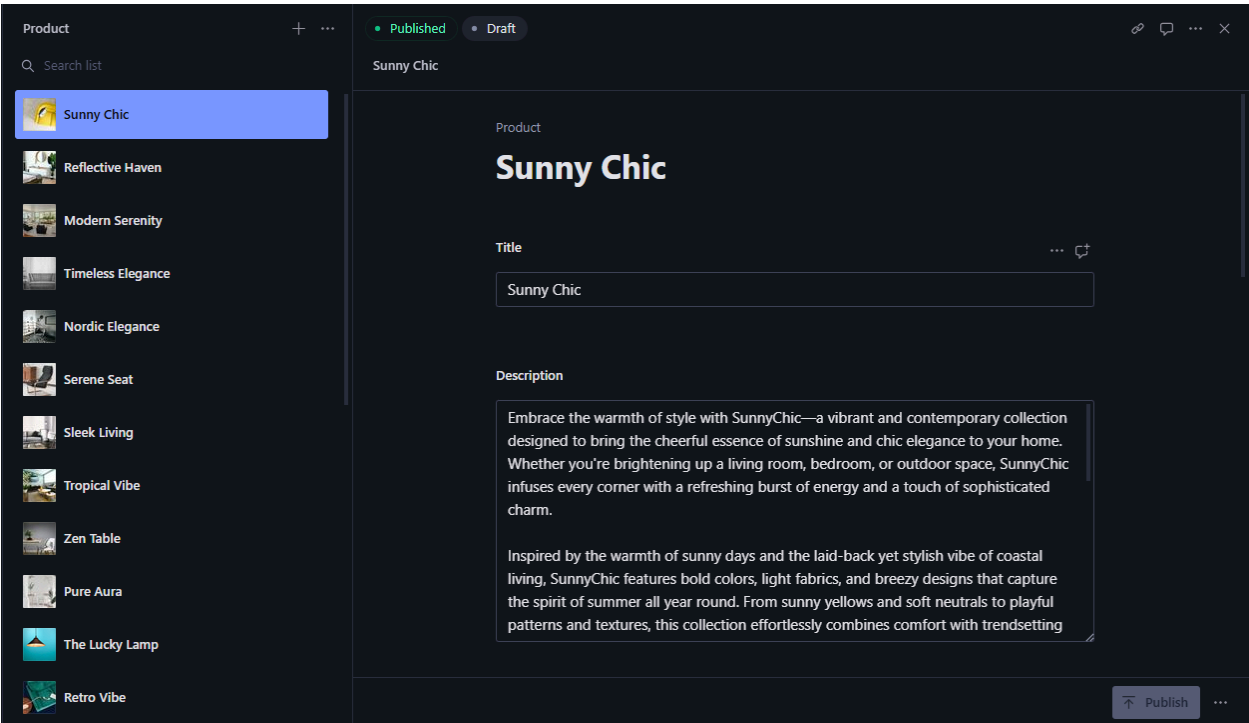 Product
Search list
Sunny Chic
Reflective Haven
Modern Serenity
Timeless Elegance
Nordic Elegance
Serene Seat
Sleek Living
Tropical Vibe
Zen Table
Pure Aura
The Lucky Lamp
Retro Vibe
Published Draft
Sunny Chic
Product
Sunny Chic
Title
Sunny Chic
Description
Embrace the warmth of style with SunnyChic—a vibrant and contemporary collection
designed to bring the cheerful essence of sunshine and chic elegance to your home.
Whether you're brightening up a living room, bedroom, or outdoor space, SunnyChic
infuses every corner with a refreshing burst of energy and a touch of sophisticated
charm.
Inspired by the warmth of sunny days and the laid-back yet stylish vibe of coastal
living, SunnyChic features bold colors, light fabrics, and breezy designs that capture
the spirit of summer all year round. From sunny yellows and soft neutrals to playful
patterns and textures, this collection effortlessly combines comfort with trendsetting
Publish